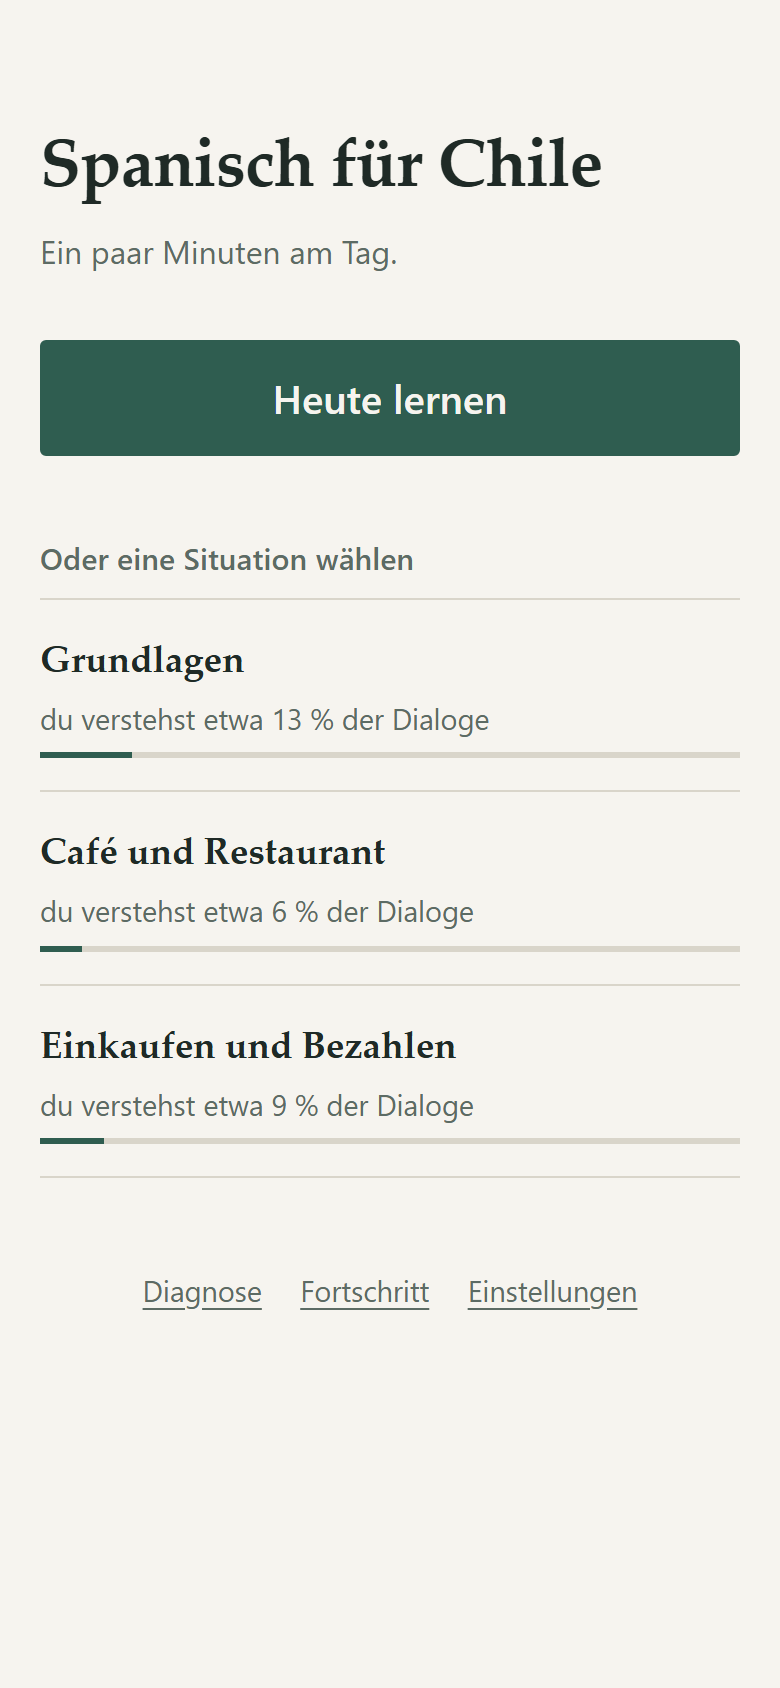 Spanisch für Chile
Ein paar Minuten am Tag.
Heute lernen
Oder eine Situation wählen
Grundlagen
du verstehst etwa 13 % der Dialoge
Café und Restaurant
du verstehst etwa 6 % der Dialoge
Einkaufen und Bezahlen
du verstehst etwa 9 % der Dialoge
Diagnose Fortschritt Einstellungen